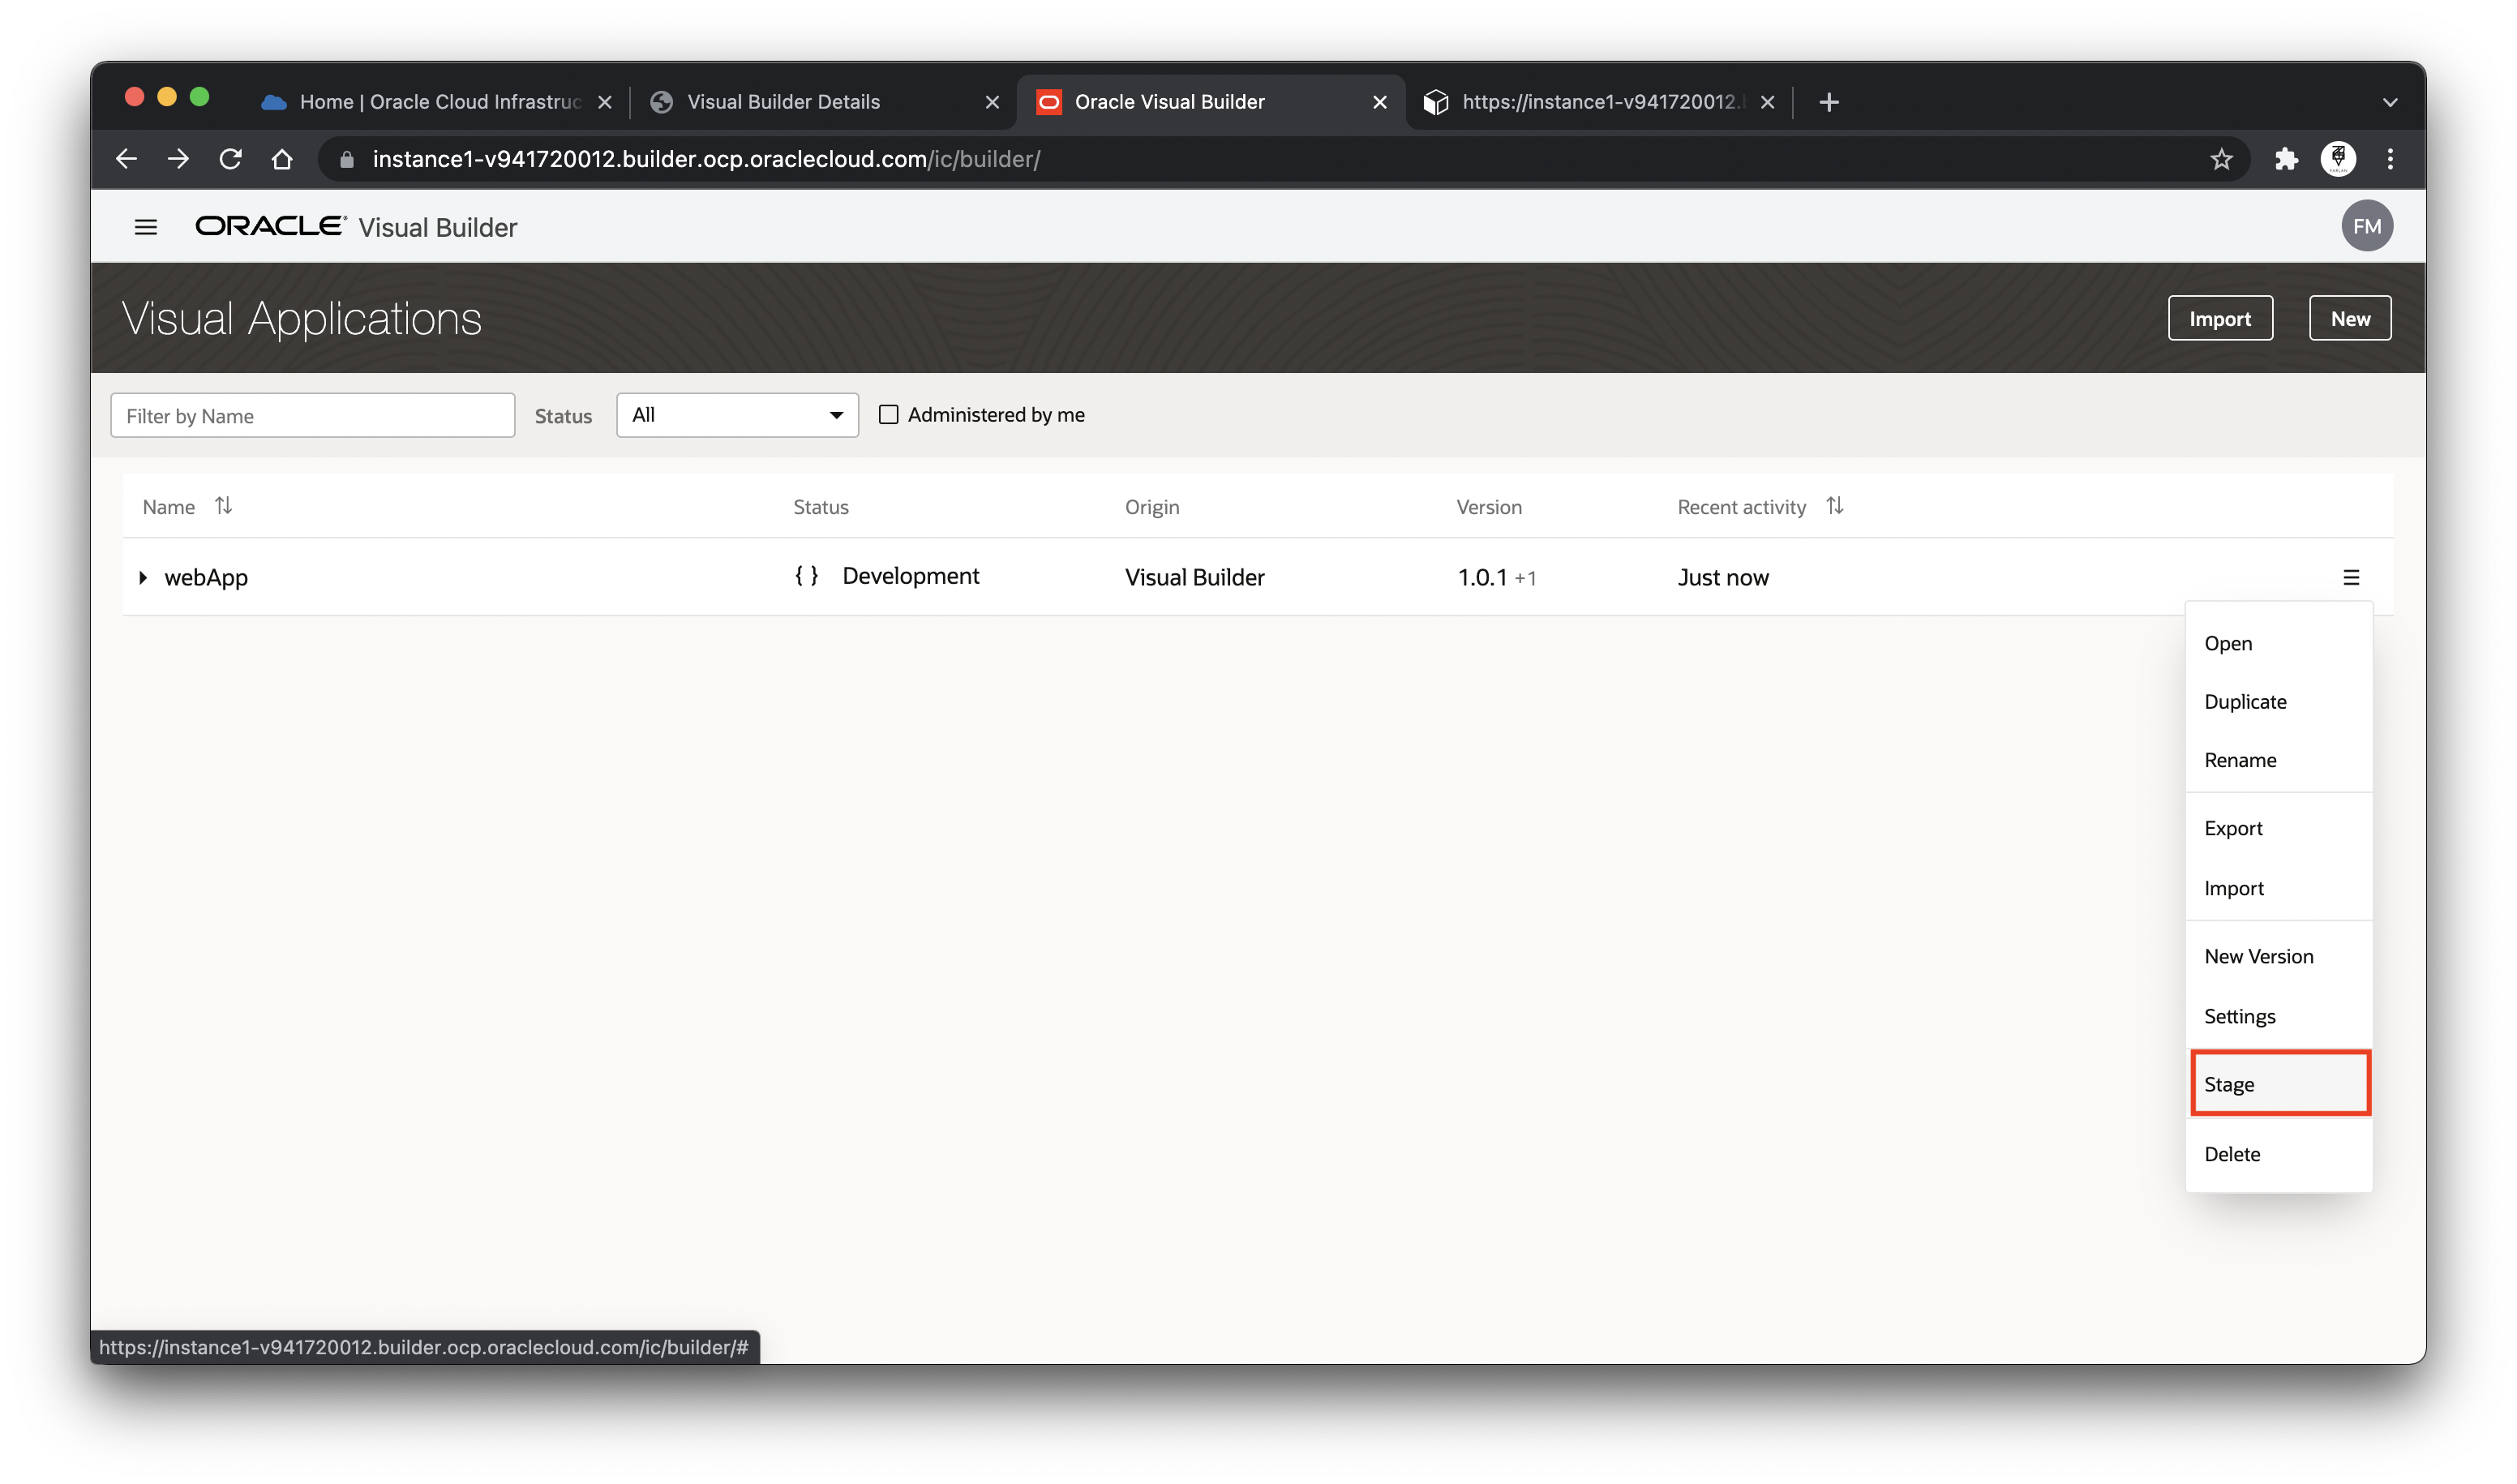 Home | Oracle Cloud Infrastruc
Visual Builder Details
Oracle Visual Builder
https://instance1-v941720012.
instance1-v941720012.builder.ocp.oraclecloud.com/ic/builder/
ORACLE Visual Builder
FM
Visual Applications
Import
New
Filter by Name
Status
All
Administered by me
Name
Status
Origin
Version
Recent activity
webApp
{ } Development
Visual Builder
1.0.1 +1
Just now
Open
Duplicate
Rename
Export
Import
New Version
Settings
Stage
Delete
https://instance1-v941720012.builder.ocp.oraclecloud.com/ic/builder/#